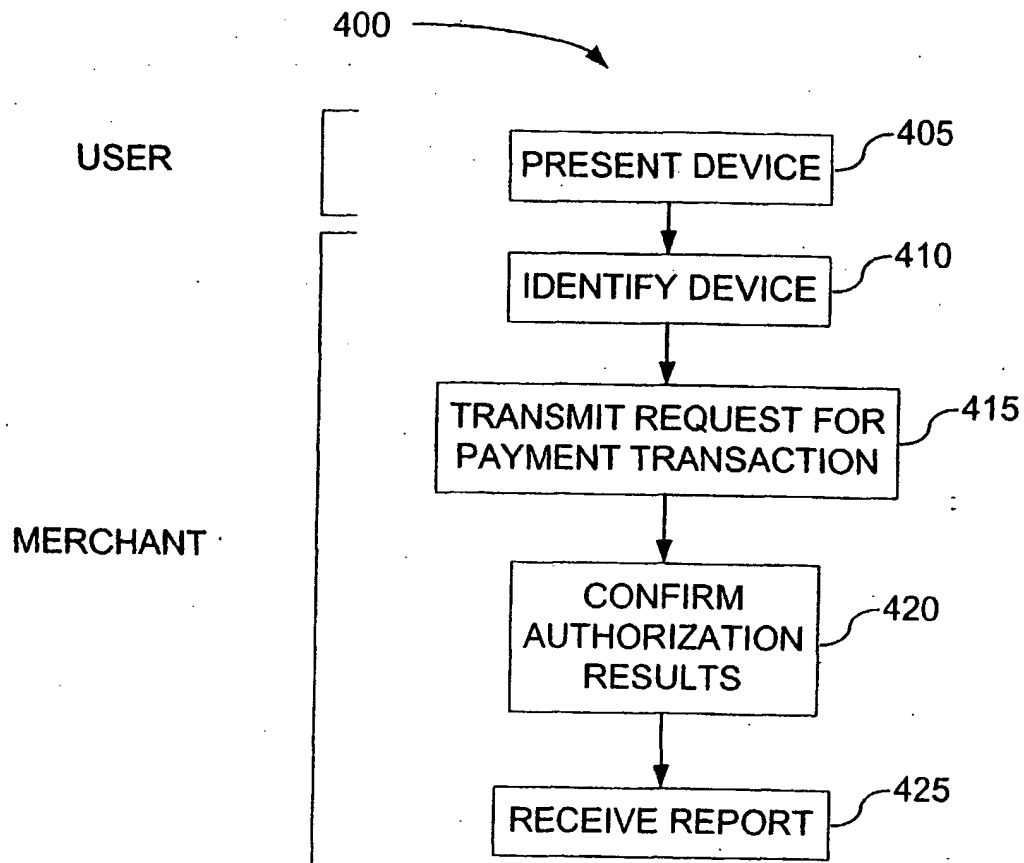 400
USER
PRESENT DEVICE
405
IDENTIFY DEVICE
410
TRANSMIT REQUEST FOR
PAYMENT TRANSACTION
415
MERCHANT
CONFIRM
AUTHORIZATION
RESULTS
420
RECEIVE REPORT
425